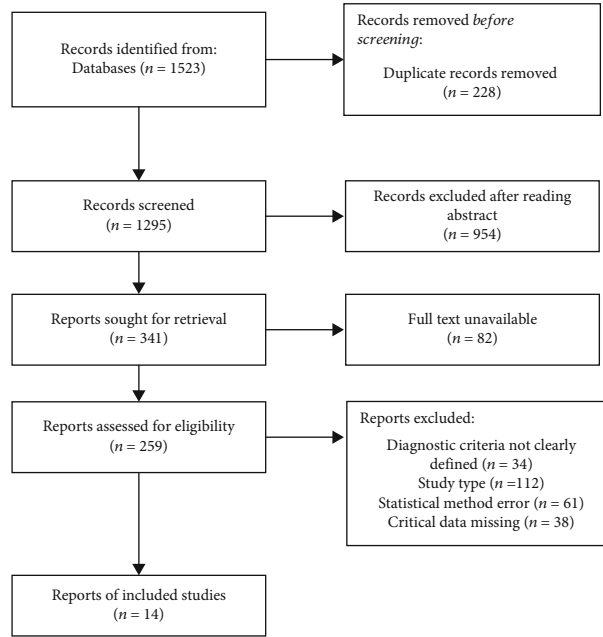 Records identified from:
Databases (n = 1523)
Records removed before
screening:
Duplicate records removed
(n = 228)
Records screened
(n = 1295)
Records excluded after reading
abstract
(n = 954)
Reports sought for retrieval
(n = 341)
Full text unavailable
(n = 82)
Reports assessed for eligibility
(n = 259)
Reports excluded:
Diagnostic criteria not clearly
defined (n = 34)
Study type (n =112)
Statistical method error (n = 61)
Critical data missing (n = 38)
Reports of included studies
(n = 14)